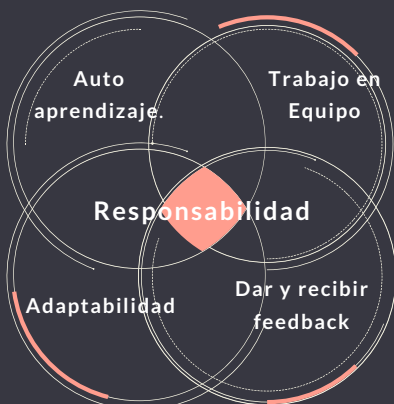 Auto
aprendizaje.
Trabajo en
Equipo
Responsabilidad
Adaptabilidad
Dar y recibir
feedback